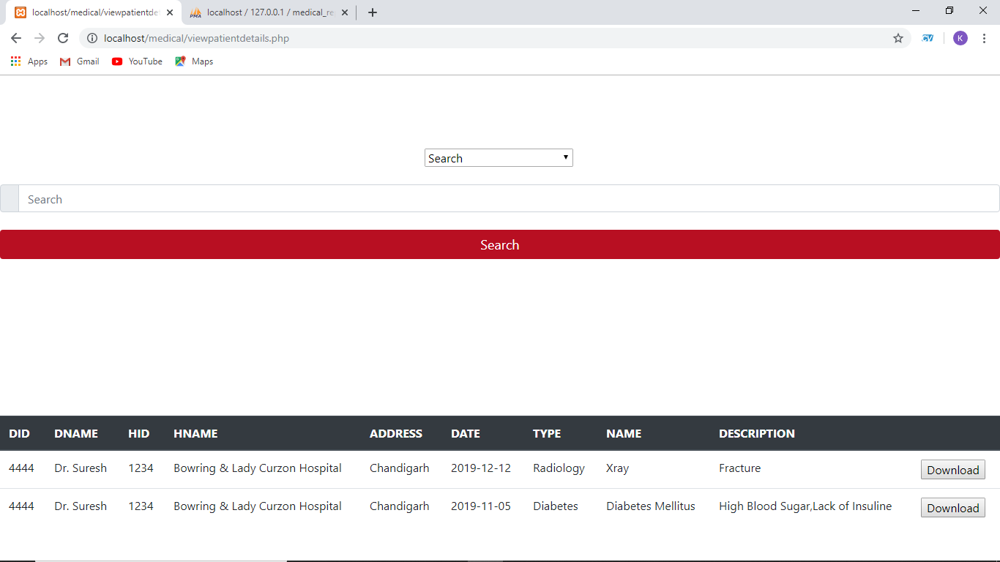 localhost/medical/viewpatientdet
localhost / 127.0.0.1 / medical_re
localhost/medical/viewpatientdetails.php
CV
K
Apps Gmail YouTube Maps
Search
Search
Search
DID DNAME HID HNAME ADDRESS DATE TYPE NAME DESCRIPTION
4444 Dr. Suresh 1234 Bowring & Lady Curzon Hospital Chandigarh 2019-12-12 Radiology Xray Fracture Download
4444 Dr. Suresh 1234 Bowring & Lady Curzon Hospital Chandigarh 2019-11-05 Diabetes Diabetes Mellitus High Blood Sugar,Lack of Insuline Download